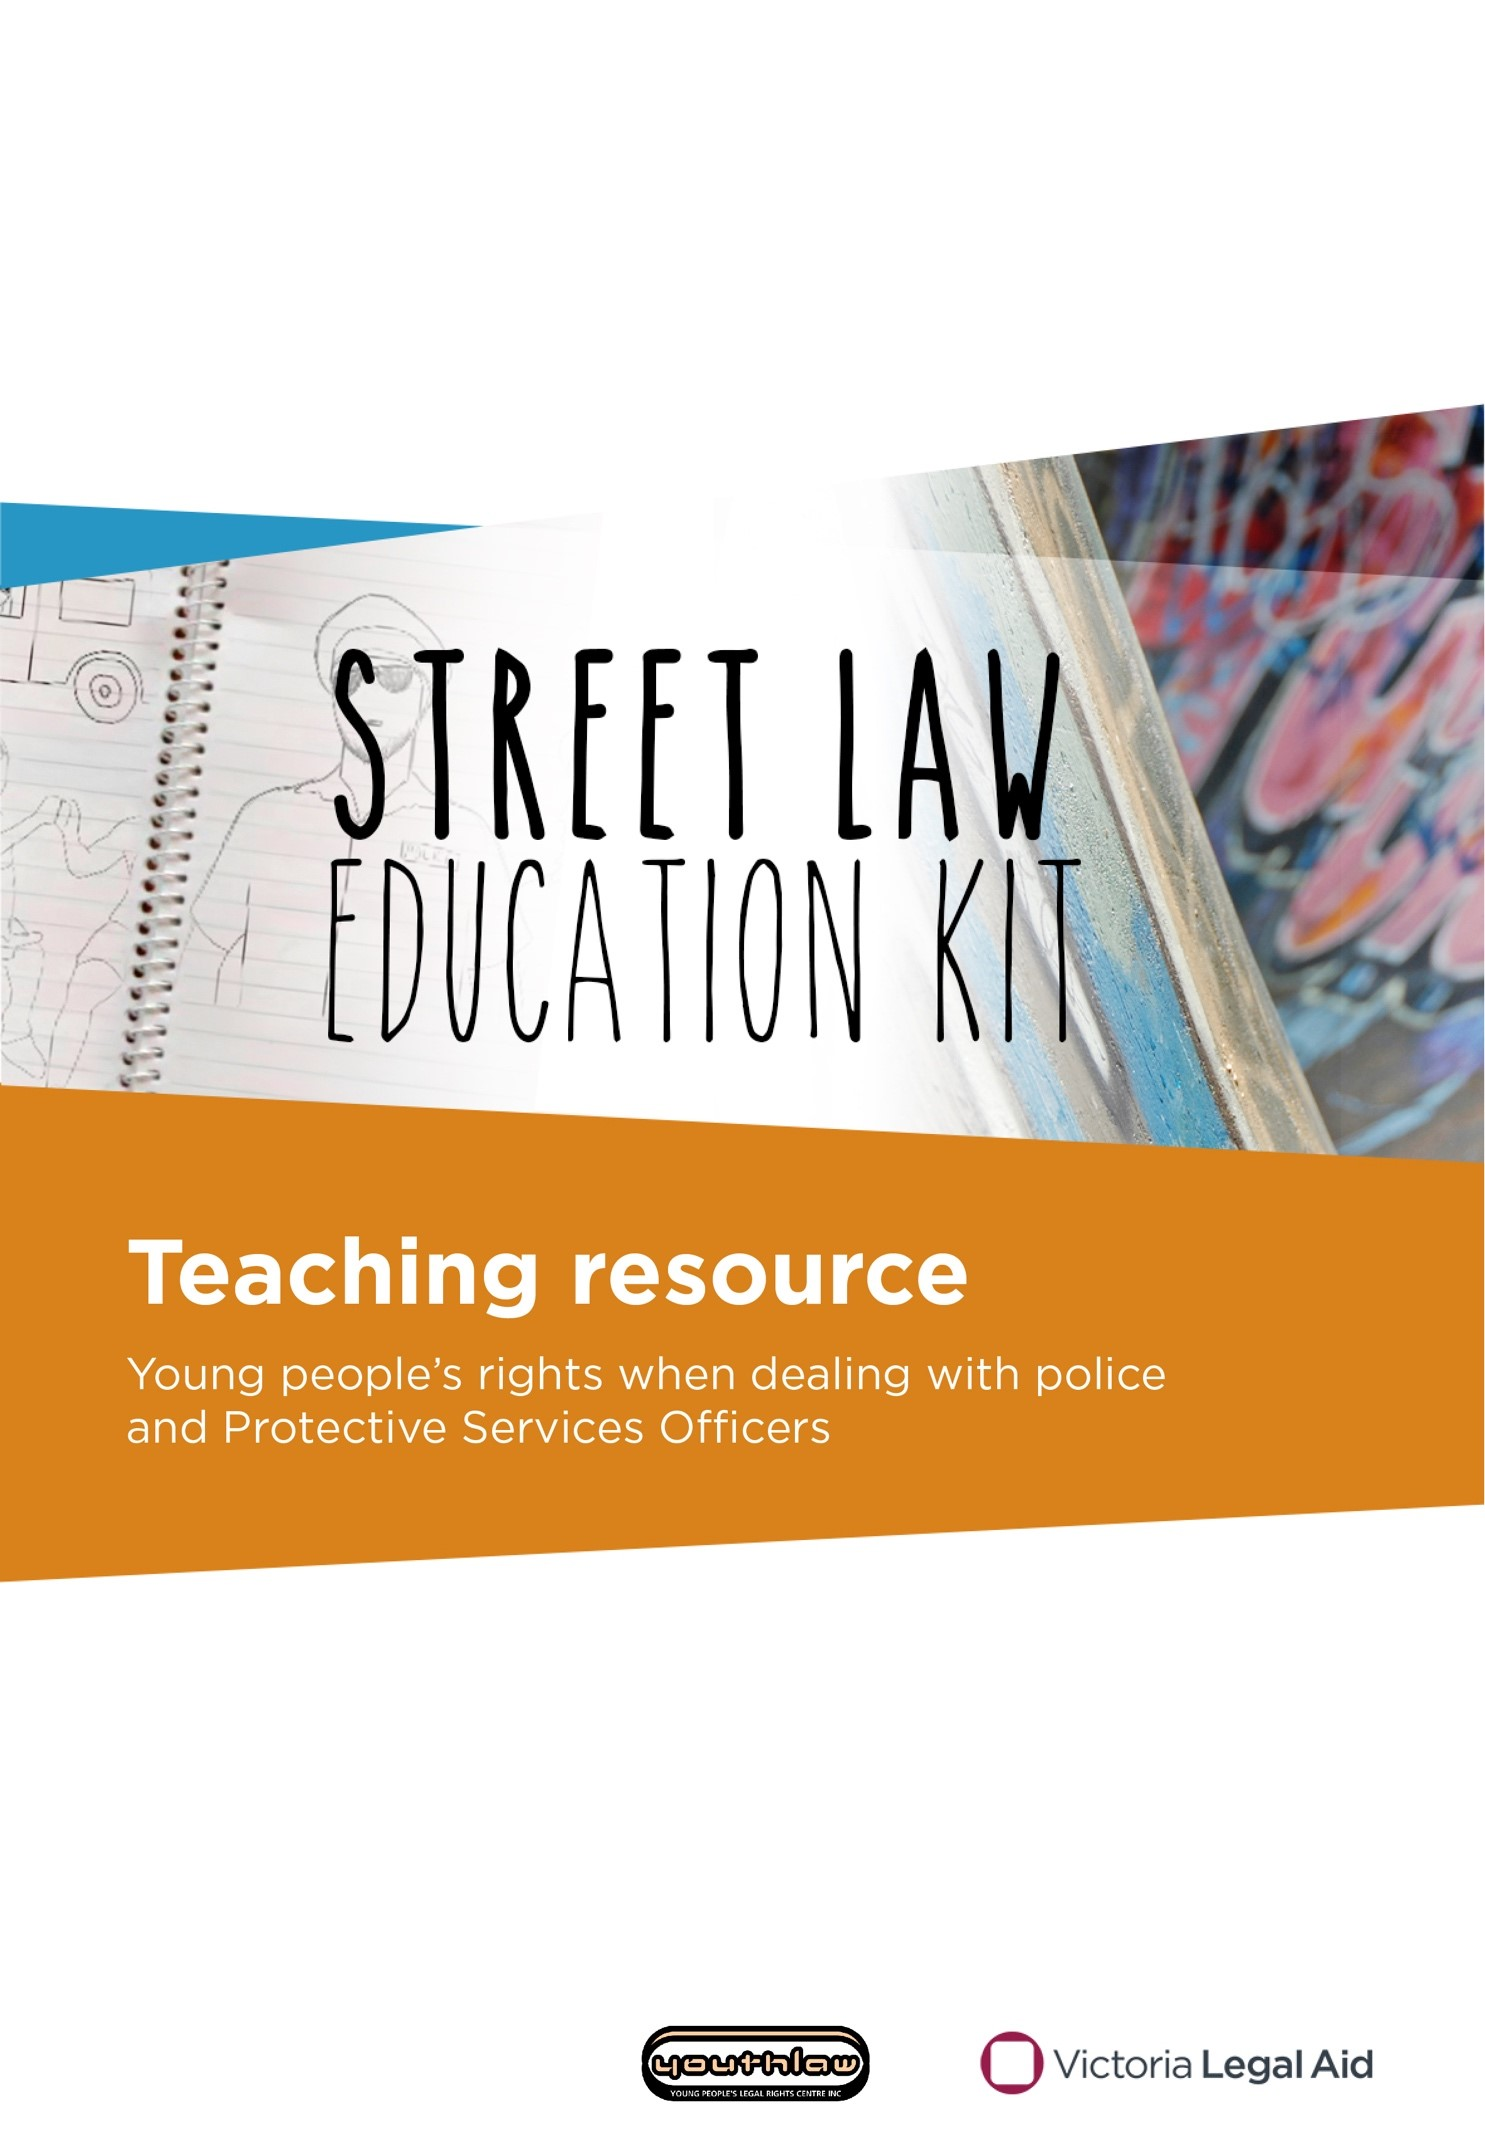 STREET LAW
EDUCATION KIT
Teaching resource
Young people’s rights when dealing with police
and Protective Services Officers
youthlaw
YOUNG PEOPLE'S LEGAL RIGHTS CENTRE INC
Victoria Legal Aid